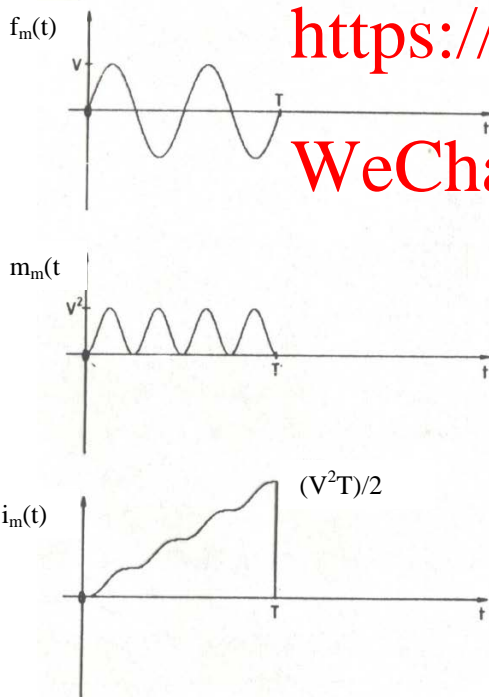 fₘ(t)
https://
V
T
t
WeCha
mₘ(t
V²
T
t
(V²T)/2
iₘ(t)
T
t